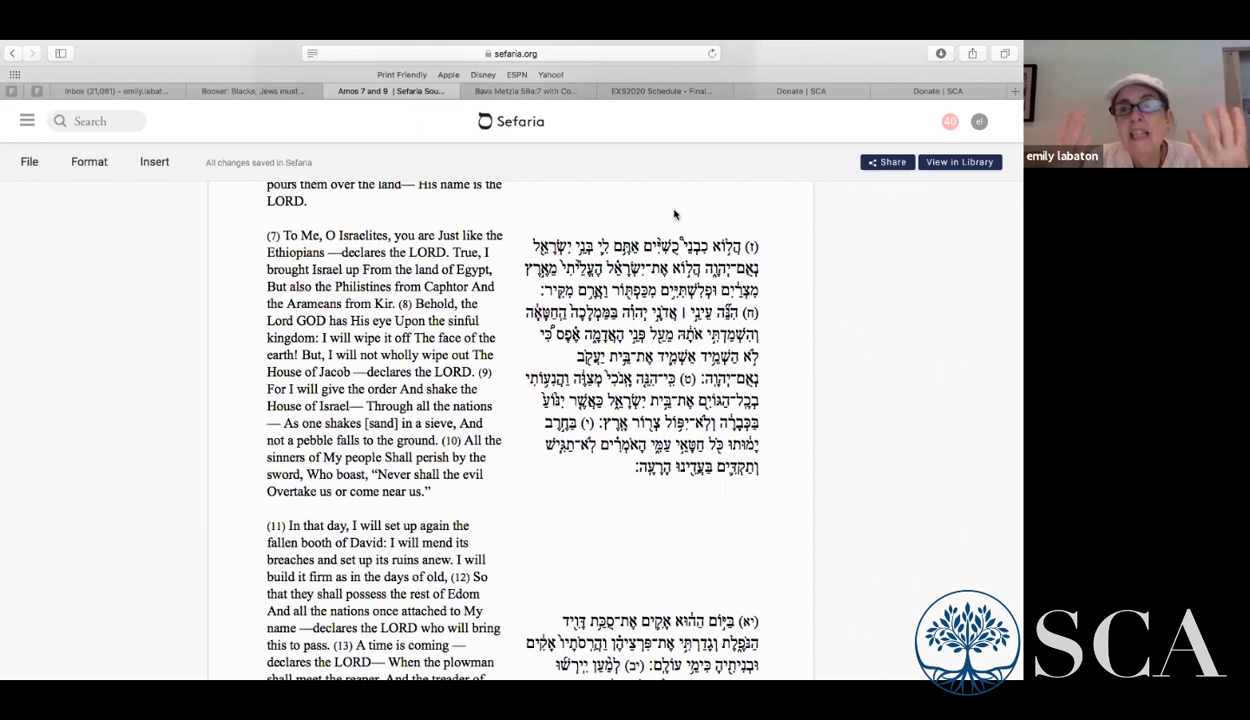 sefaria.org
Print Friendly Apple Disney ESPN Yahoo!
Inbox (21,081) - emily.labat...
Booker: Blacks, Jews must...
Amos 7 and 9 | Sefaria Sou...
Bava Metzia 59a:7 with Co...
EXS2020 Schedule - Final...
Donate | SCA
Donate | SCA
Search
Sefaria
40
el
File Format Insert All changes saved in Sefaria
Share
View in Library
emily labaton
pours them over the land— His name is the
LORD.
(7) To Me, O Israelites, you are Just like the
Ethiopians —declares the LORD. True, I
brought Israel up From the land of Egypt,
But also the Philistines from Caphtor And
the Arameans from Kir. (8) Behold, the
Lord GOD has His eye Upon the sinful
kingdom: I will wipe it off The face of the
earth! But, I will not wholly wipe out The
House of Jacob —declares the LORD. (9)
For I will give the order And shake the
House of Israel— Through all the nations
— As one shakes [sand] in a sieve, And
not a pebble falls to the ground. (10) All the
sinners of My people Shall perish by the
sword, Who boast, “Never shall the evil
Overtake us or come near us.”
(11) In that day, I will set up again the
fallen booth of David: I will mend its
breaches and set up its ruins anew. I will
build it firm as in the days of old, (12) So
that they shall possess the rest of Edom
And all the nations once attached to My
name —declares the LORD who will bring
this to pass. (13) A time is coming —
declares the LORD— When the plowman
shall meet the reaper, And the treader of
(ז) הֲל֣וֹא כִבְנֵי֩ כֻשִׁיִּ֨ים אַתֶּ֥ם לִ֛י בְּנֵ֥י יִשְׂרָאֵ֖ל
נְאֻם־יְהוָ֑ה הֲל֣וֹא אֶת־יִשְׂרָאֵ֗ל הֶעֱלֵ֙יתִי֙ מֵאֶ֣רֶץ
מִצְרַ֔יִם וּפְלִשְׁתִּיִּ֥ים מִכַּפְתּ֖וֹר וַאֲרָ֥ם מִקִּֽיר׃
(ח) הִנֵּ֞ה עֵינֵ֣י ׀ אֲדֹנָ֣י יְהוִ֗ה בַּמַּמְלָכָה֙ הַֽחַטָּאָ֔ה
וְהִשְׁמַדְתִּ֣י אֹתָ֔הּ מֵעַ֖ל פְּנֵ֣י הָאֲדָמָ֑ה אֶ֗פֶס כִּ֠י
לֹ֣א הַשְׁמֵ֥יד אַשְׁמִ֛יד אֶת־בֵּ֥ית יַעֲקֹ֖ב
נְאֻם־יְהוָֽה׃ (ט) כִּֽי־הִנֵּ֤ה אָֽנֹכִי֙ מְצַוֶּ֔ה וַהֲנִע֥וֹתִי
בְכָֽל־הַגּוֹיִ֖ם אֶת־בֵּ֣ית יִשְׂרָאֵ֑ל כַּאֲשֶׁ֤ר יִנּ֙וֹעַ֙
בַּכְּבָרָ֔ה וְלֹֽא־יִפּ֥וֹל צְר֖וֹר אָֽרֶץ׃ (י) בַּחֶ֣רֶב
יָמ֔וּתוּ כֹּ֖ל חַטָּאֵ֣י עַמִּ֑י הָאֹמְרִ֗ים לֹֽא־תַגִּ֧ישׁ
וְתַקְדִּ֛ים בַּעֲדֵ֖ינוּ הָרָעָֽה׃
(יא) בַּיּ֣וֹם הַה֔וּא אָקִ֛ים אֶת־סֻכַּ֥ת דָּוִ֖יד
הַנֹּפֶ֑לֶת וְגָדַרְתִּ֣י אֶת־פִּרְצֵיהֶ֗ן וַהֲרִֽסֹתָיו֙ אָקִ֔ים
וּבְנִיתִ֖יהָ כִּימֵ֥י עוֹלָֽם׃ (יב) לְמַ֨עַן יִֽירְשׁ֜וּ
SCA